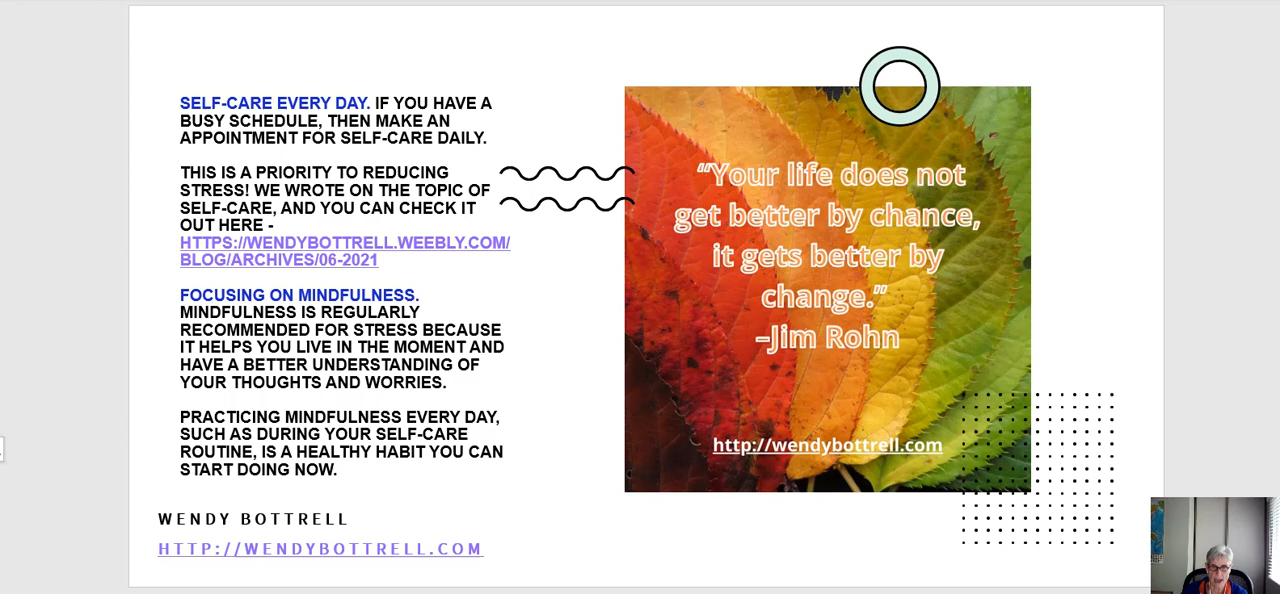 SELF-CARE EVERY DAY. IF YOU HAVE A
BUSY SCHEDULE, THEN MAKE AN
APPOINTMENT FOR SELF-CARE DAILY.
THIS IS A PRIORITY TO REDUCING
STRESS! WE WROTE ON THE TOPIC OF
SELF-CARE, AND YOU CAN CHECK IT
OUT HERE -
HTTPS://WENDYBOTTRELL.WEEBLY.COM/
BLOG/ARCHIVES/06-2021
FOCUSING ON MINDFULNESS.
MINDFULNESS IS REGULARLY
RECOMMENDED FOR STRESS BECAUSE
IT HELPS YOU LIVE IN THE MOMENT AND
HAVE A BETTER UNDERSTANDING OF
YOUR THOUGHTS AND WORRIES.
PRACTICING MINDFULNESS EVERY DAY,
SUCH AS DURING YOUR SELF-CARE
ROUTINE, IS A HEALTHY HABIT YOU CAN
START DOING NOW.
WENDY BOTTRELL
HTTP://WENDYBOTTRELL.COM
“Your life does not
get better by chance,
it gets better by
change.”
–Jim Rohn
http://wendybottrell.com